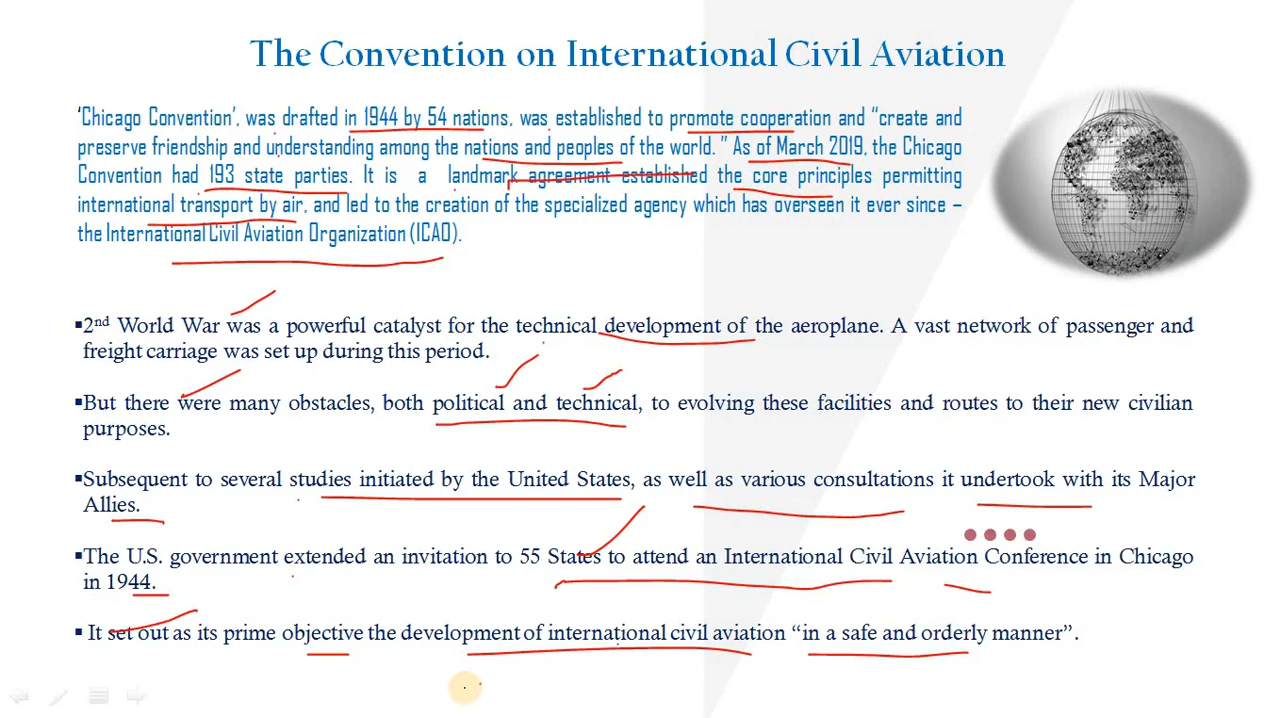 The Convention on International Civil Aviation
‘Chicago Convention’, was drafted in 1944 by 54 nations, was established to promote cooperation and “create and
preserve friendship and understanding among the nations and peoples of the world. ” As of March 2019, the Chicago
Convention had 193 state parties. It is a landmark agreement established the core principles permitting
international transport by air, and led to the creation of the specialized agency which has overseen it ever since –
the International Civil Aviation Organization (ICAO).
▪2nd World War was a powerful catalyst for the technical development of the aeroplane. A vast network of passenger and
freight carriage was set up during this period.
▪But there were many obstacles, both political and technical, to evolving these facilities and routes to their new civilian
purposes.
▪Subsequent to several studies initiated by the United States, as well as various consultations it undertook with its Major
Allies.
▪The U.S. government extended an invitation to 55 States to attend an International Civil Aviation Conference in Chicago
in 1944.
▪ It set out as its prime objective the development of international civil aviation “in a safe and orderly manner”.